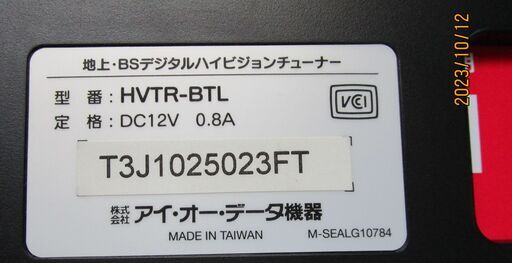 地上・BSデジタルハイビジョンチューナー
型 番：HVTR-BTL
定 格：DC12V 0.8A
VCI
T3J1025023FT
株式会社 アイ・オー・データ機器
MADE IN TAIWAN M-SEALG10784
2023/10/12